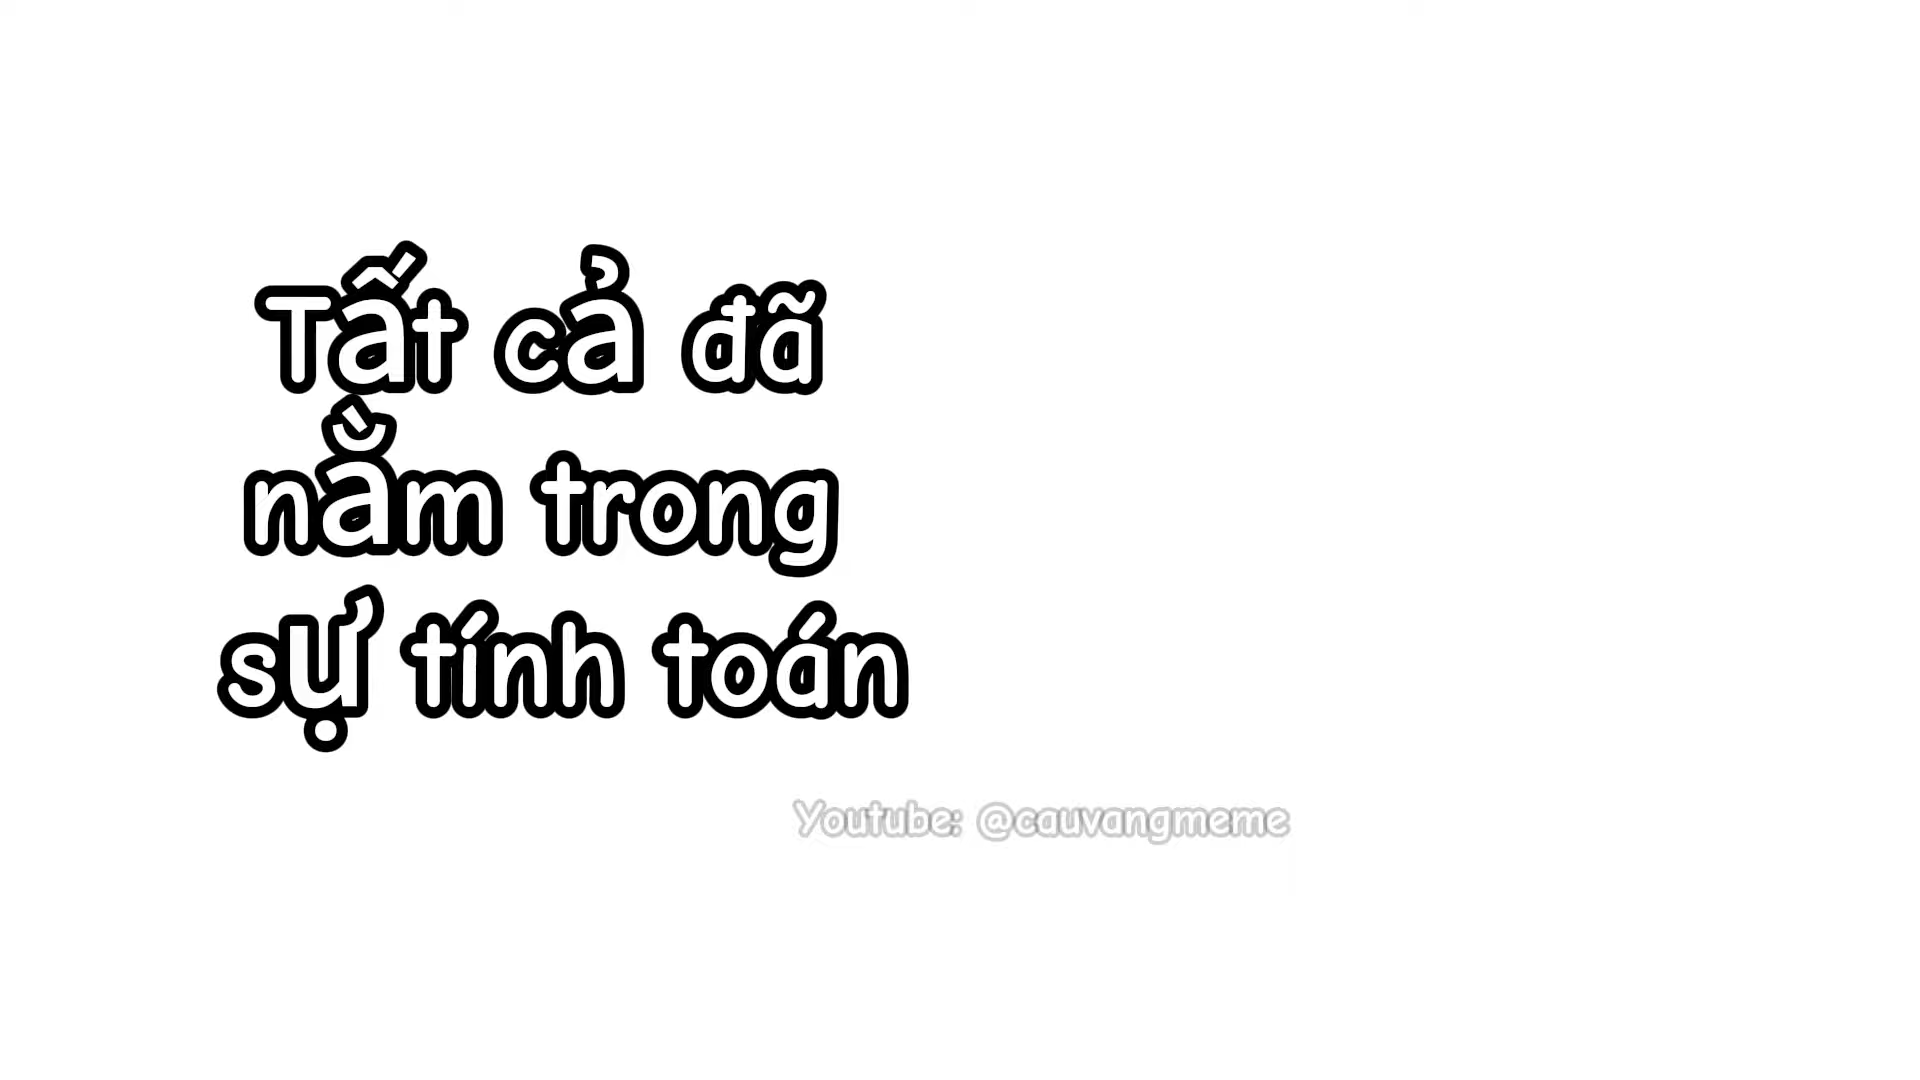 Tất cả đã
nằm trong
sự tính toán
Youtube: @cauvangmeme